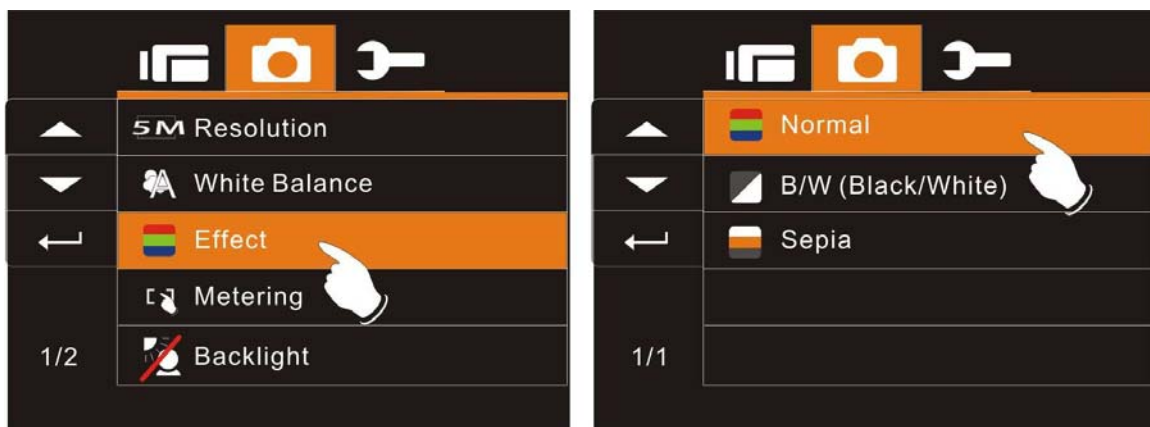 5M Resolution
White Balance
Effect
Metering
Backlight
1/2
Normal
B/W (Black/White)
Sepia
1/1